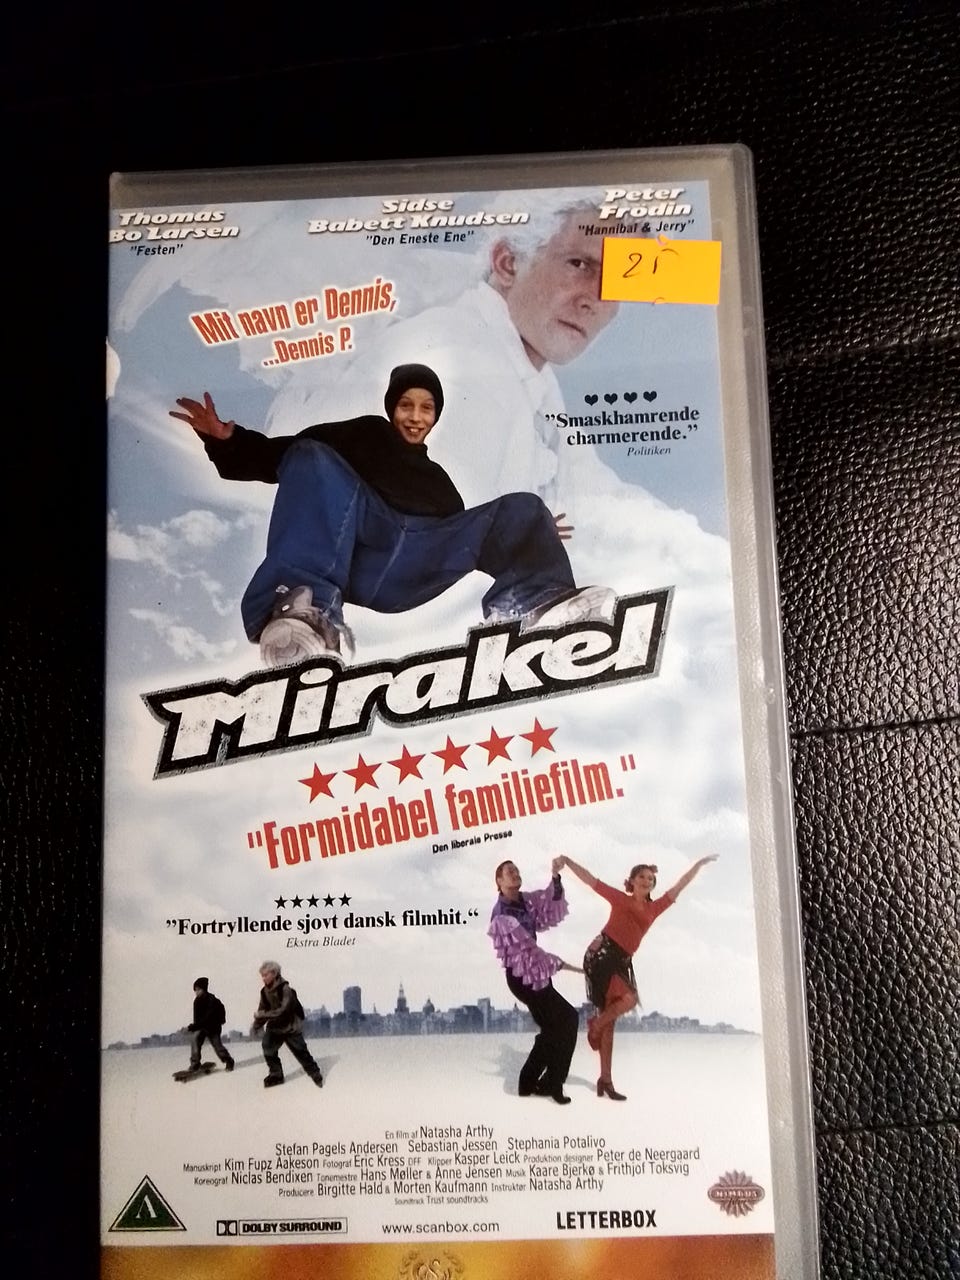 Thomas
Bo Larsen
"Festen"
Sidse
Babett Knudsen
"Den Eneste Ene"
Peter
Frödin
"Hannibal & Jerry"
Mit navn er Dennis,
...Dennis P.
"Smaskhamrende
charmerende."
Politiken
Mirakel
"Formidabel familiefilm."
Den liberale Presse
"Fortryllende sjovt dansk filmhit."
Ekstra Bladet
En film af Natasha Arthy
Stefan Pagels Andersen Sebastian Jessen Stephania Potalivo
Manuskript Kim Fupz Aakeson Fotograf Eric Kress DFF Klipper Kasper Leick Produktion designer Peter de Neergaard
Koreograf Niclas Bendixen Tonemestre Hans Møller & Anne Jensen Musik Kaare Bjerkø & Frithjof Toksvig
Producere Birgitte Hald & Morten Kaufmann Instruktør Natasha Arthy
Soundtrack Trust soundtracks
A
DOLBY SURROUND
www.scanbox.com
LETTERBOX
NIMBUS